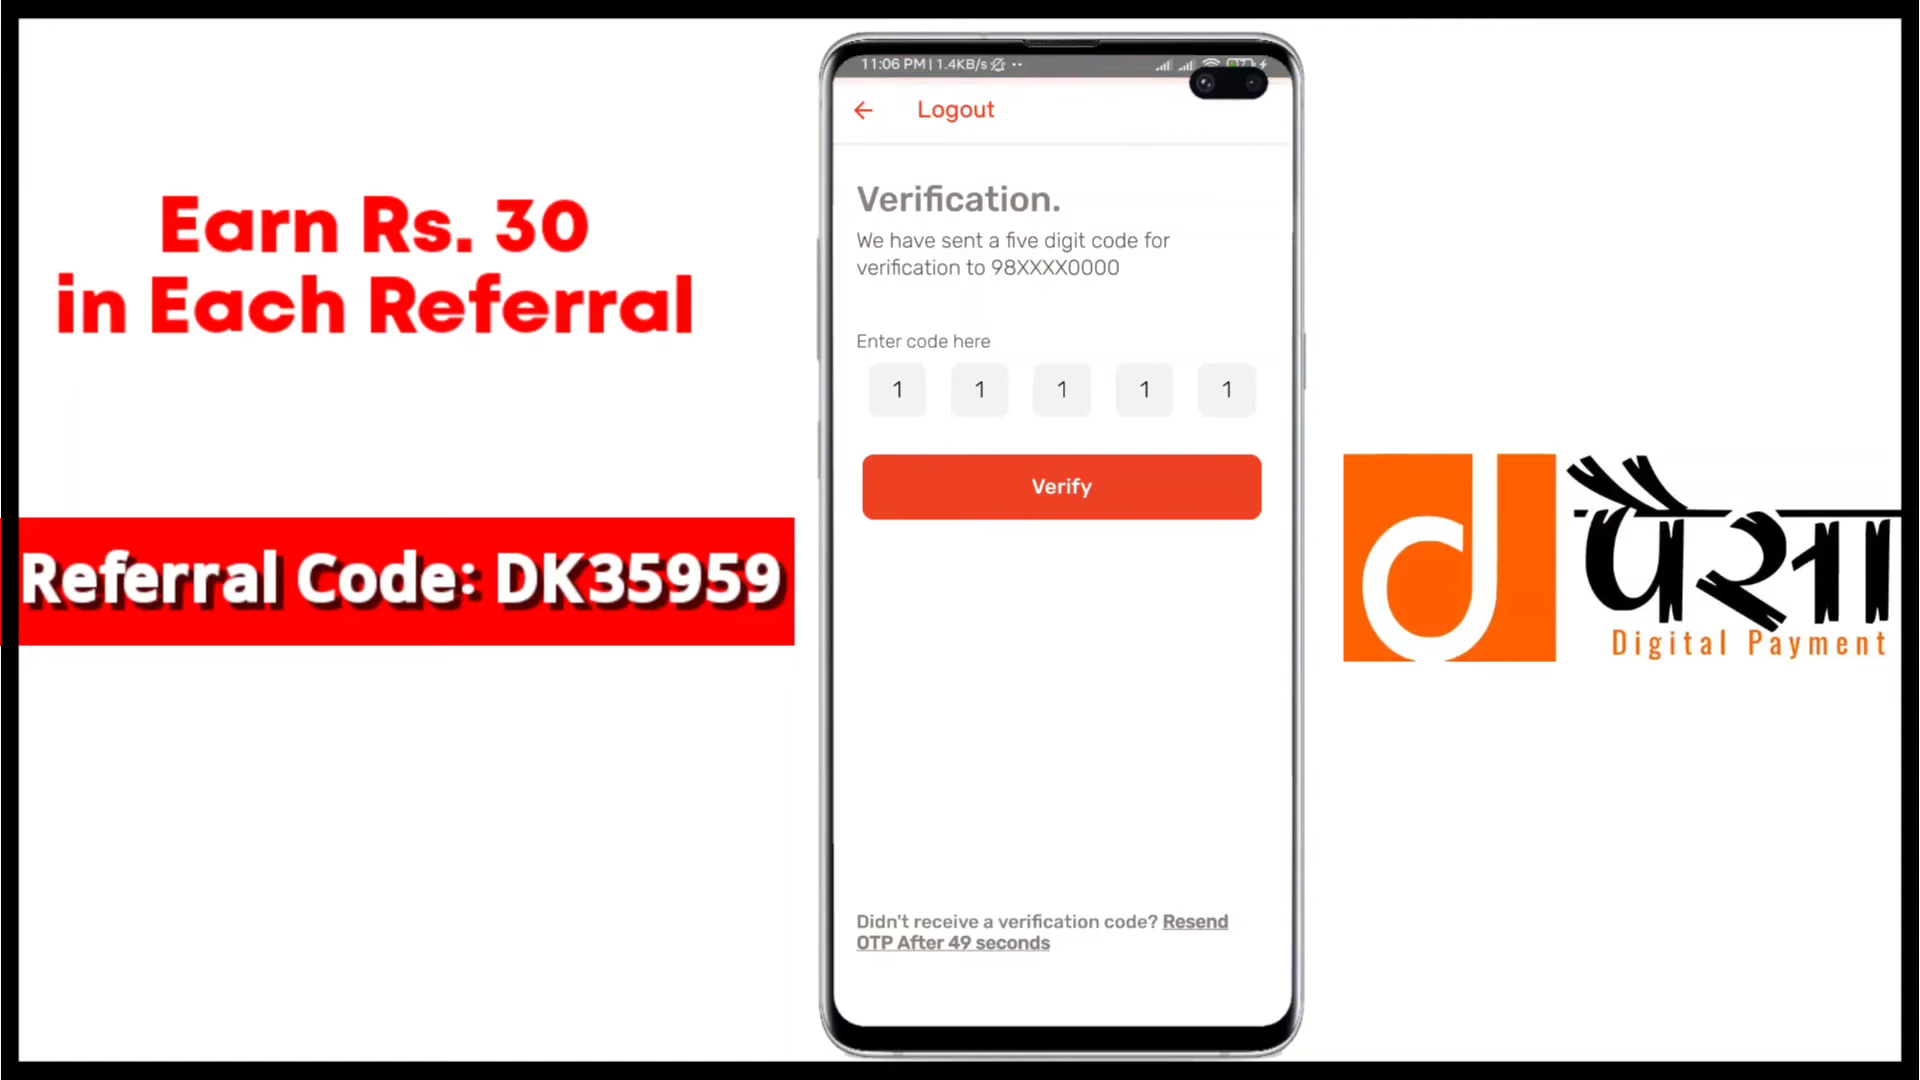 Earn Rs. 30
in Each Referral
Referral Code: DK35959
11:06 PM | 1.4KB/s
Logout
Verification.
We have sent a five digit code for
verification to 98XXXX0000
Enter code here
1 1 1 1 1
Verify
Didn't receive a verification code? Resend
OTP After 49 seconds
d पैसा
Digital Payment